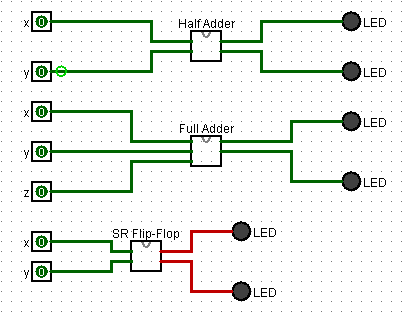 x 0 Half Adder LED
y 0 LED
x 0 Full Adder LED
y 0
LED
z 0
SR Flip-Flop LED
x 0
y 0
LED